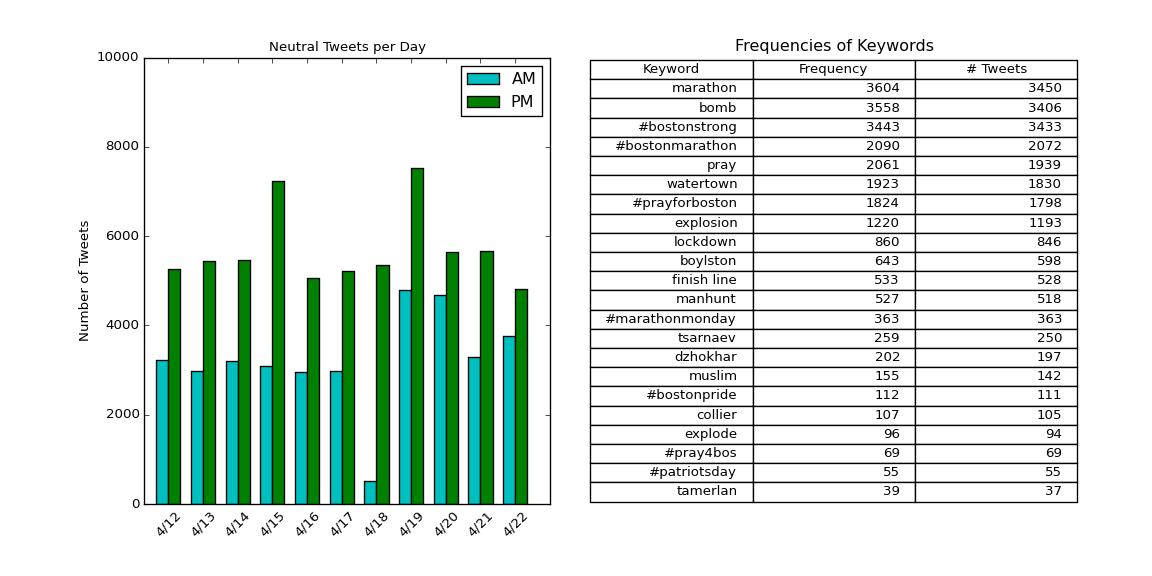 Neutral Tweets per Day
10000
8000
6000
4000
2000
0
Number of Tweets
AM
PM
4/12 4/13 4/14 4/15 4/16 4/17 4/18 4/19 4/20 4/21 4/22
Frequencies of Keywords
Keyword Frequency # Tweets
marathon 3604 3450
bomb 3558 3406
#bostonstrong 3443 3433
#bostonmarathon 2090 2072
pray 2061 1939
watertown 1923 1830
#prayforboston 1824 1798
explosion 1220 1193
lockdown 860 846
boylston 643 598
finish line 533 528
manhunt 527 518
#marathonmonday 363 363
tsarnaev 259 250
dzhokhar 202 197
muslim 155 142
#bostonpride 112 111
collier 107 105
explode 96 94
#pray4bos 69 69
#patriotsday 55 55
tamerlan 39 37